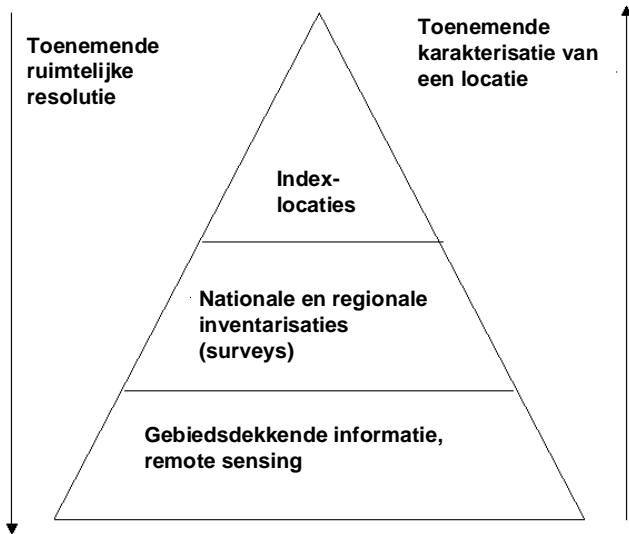 Toenemende
ruimtelijke
resolutie
Toenemende
karakterisatie van
een locatie
Index-
locaties
Nationale en regionale
inventarisaties
(surveys)
Gebiedsdekkende informatie,
remote sensing